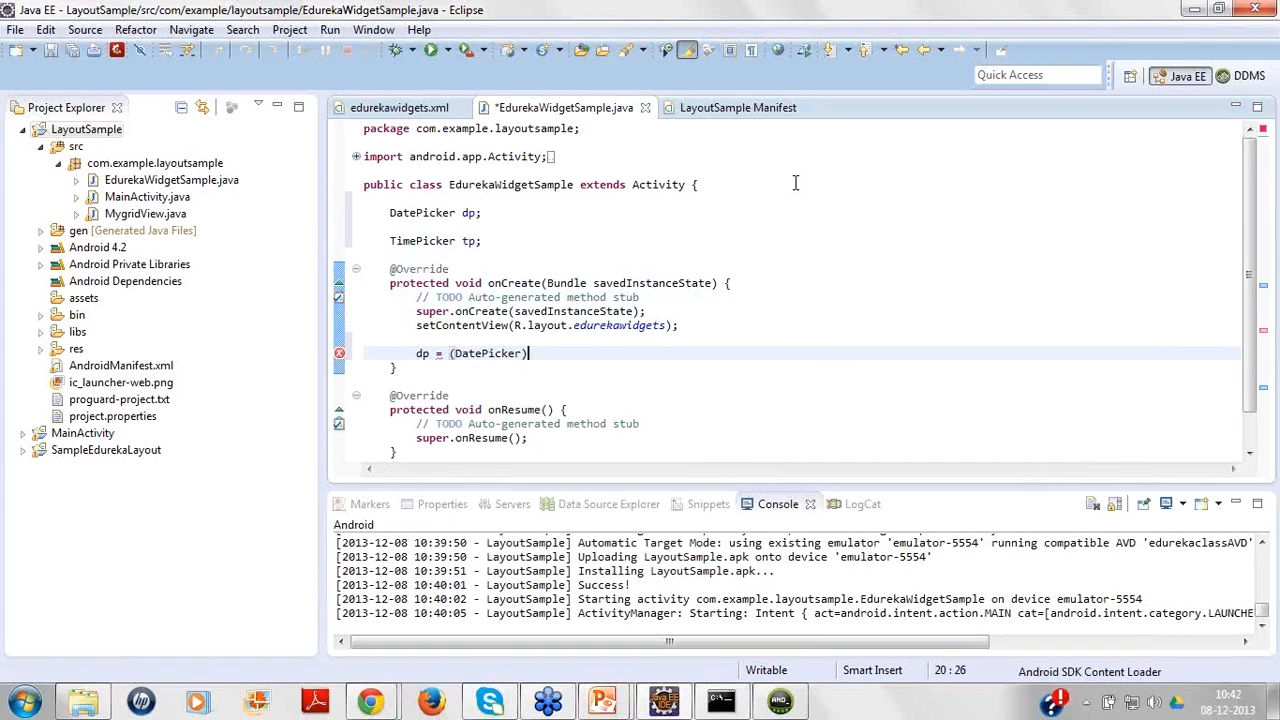 Java EE - LayoutSample/src/com/example/layoutsample/EdurekaWidgetSample.java - Eclipse
File Edit Source Refactor Navigate Search Project Run Window Help
Quick Access
Java EE
DDMS
Project Explorer
edurekawidgets.xml
*EdurekaWidgetSample.java
LayoutSample Manifest
LayoutSample
src
com.example.layoutsample
EdurekaWidgetSample.java
MainActivity.java
MygridView.java
gen [Generated Java Files]
Android 4.2
Android Private Libraries
Android Dependencies
assets
bin
libs
res
AndroidManifest.xml
ic_launcher-web.png
proguard-project.txt
project.properties
MainActivity
SampleEdurekaLayout
package com.example.layoutsample;
import android.app.Activity;
public class EdurekaWidgetSample extends Activity {
DatePicker dp;
TimePicker tp;
@Override
protected void onCreate(Bundle savedInstanceState) {
// TODO Auto-generated method stub
super.onCreate(savedInstanceState);
setContentView(R.layout.edurekawidgets);
dp = (DatePicker)
}
@Override
protected void onResume() {
// TODO Auto-generated method stub
super.onResume();
}
Markers Properties Servers Data Source Explorer Snippets Console LogCat
Android
[2013-12-08 10:39:50 - LayoutSample] Automatic Target Mode: using existing emulator 'emulator-5554' running compatible AVD 'edurekaclassAVD'
[2013-12-08 10:39:50 - LayoutSample] Uploading LayoutSample.apk onto device 'emulator-5554'
[2013-12-08 10:39:51 - LayoutSample] Installing LayoutSample.apk...
[2013-12-08 10:40:01 - LayoutSample] Success!
[2013-12-08 10:40:02 - LayoutSample] Starting activity com.example.layoutsample.EdurekaWidgetSample on device emulator-5554
[2013-12-08 10:40:05 - LayoutSample] ActivityManager: Starting: Intent { act=android.intent.action.MAIN cat=[android.intent.category.LAUNCHE
Writable
Smart Insert
20 : 26
Android SDK Content Loader
10:42
08-12-2013